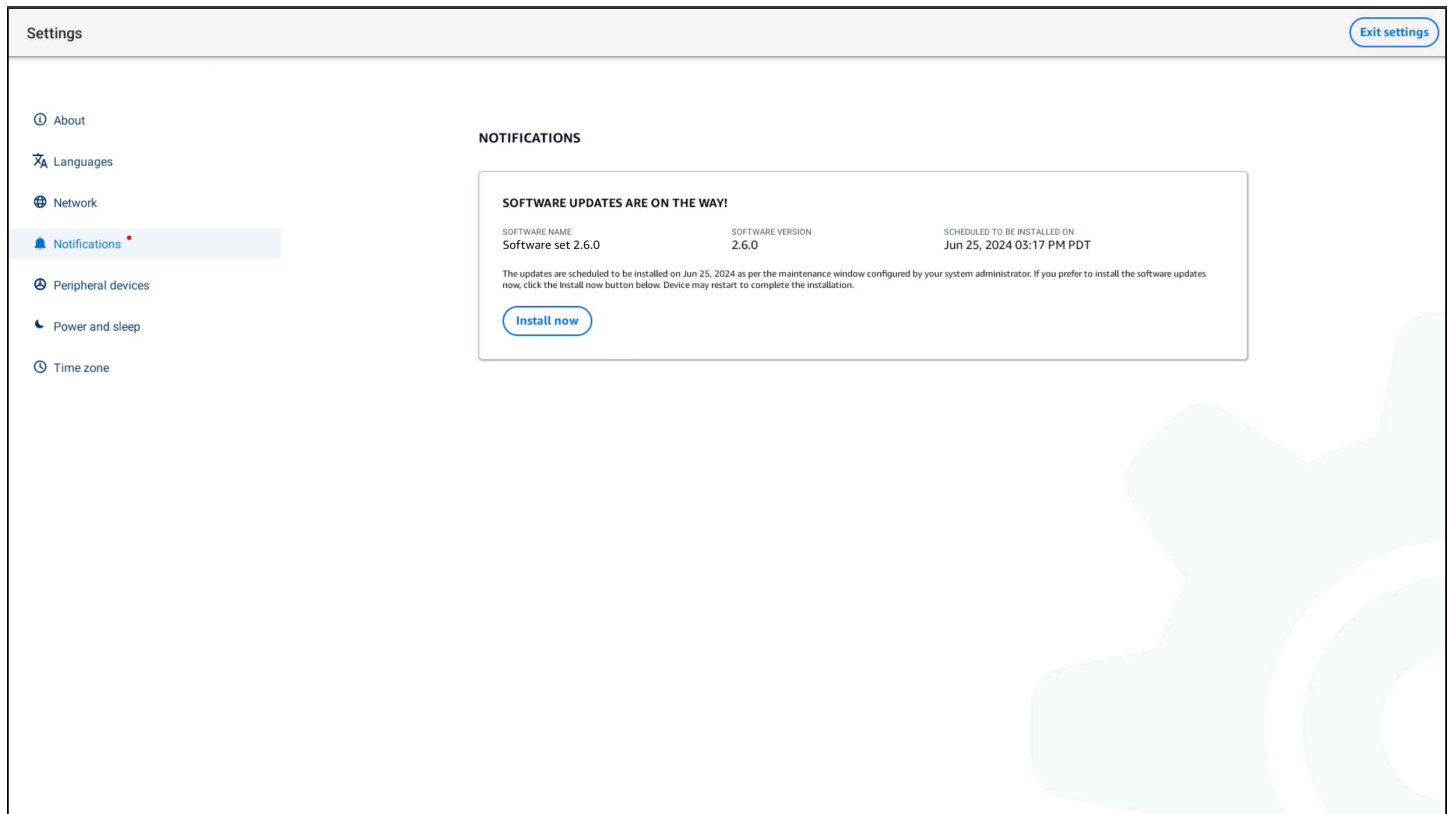 Settings
Exit settings
About
Languages
Network
Notifications
Peripheral devices
Power and sleep
Time zone
NOTIFICATIONS
SOFTWARE UPDATES ARE ON THE WAY!
SOFTWARE NAME
Software set 2.6.0
SOFTWARE VERSION
2.6.0
SCHEDULED TO BE INSTALLED ON
Jun 25, 2024 03:17 PM PDT
The updates are scheduled to be installed on Jun 25, 2024 as per the maintenance window configured by your system administrator. If you prefer to install the software updates
now, click the Install now button below. Device may restart to complete the installation.
Install now